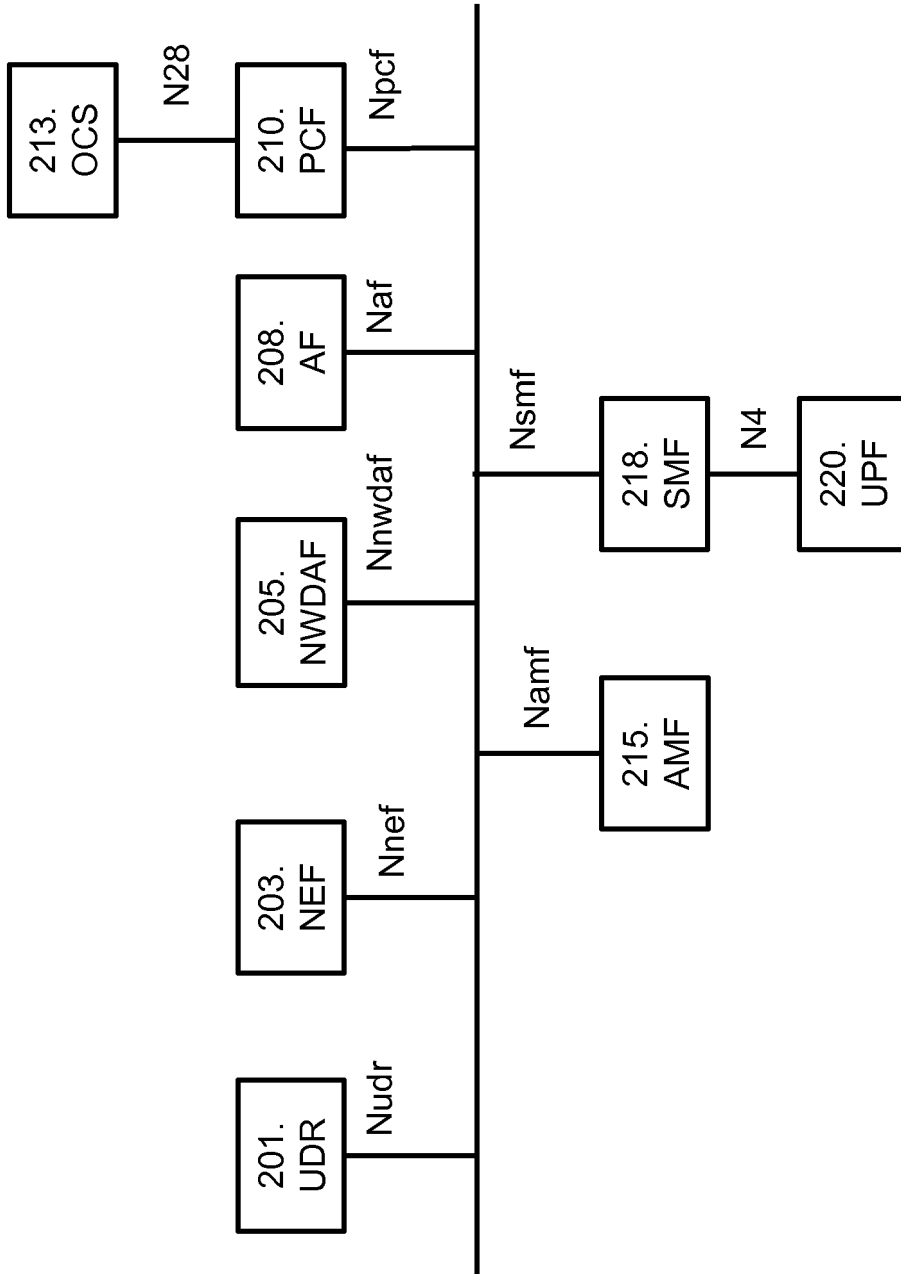 213.
OCS
N28
201.
UDR
203.
NEF
205.
NWDAF
208.
AF
210.
PCF
Nudr
Nnef
Nnwdaf
Naf
Npcf
Namf
Nsmf
215.
AMF
218.
SMF
N4
220.
UPF